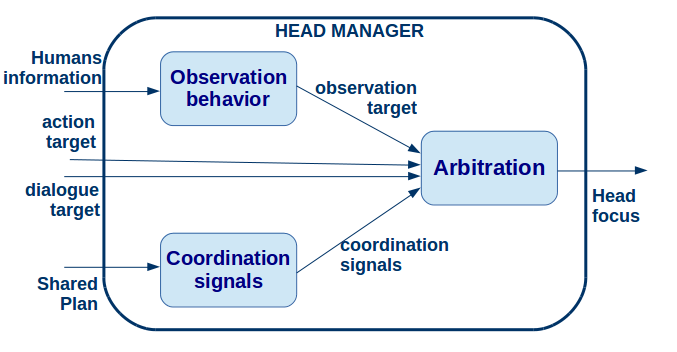 HEAD MANAGER
Humans
information
Observation
behavior
observation
target
action
target
Arbitration
dialogue
target
Head
focus
Coordination
signals
coordination
signals
Shared
Plan